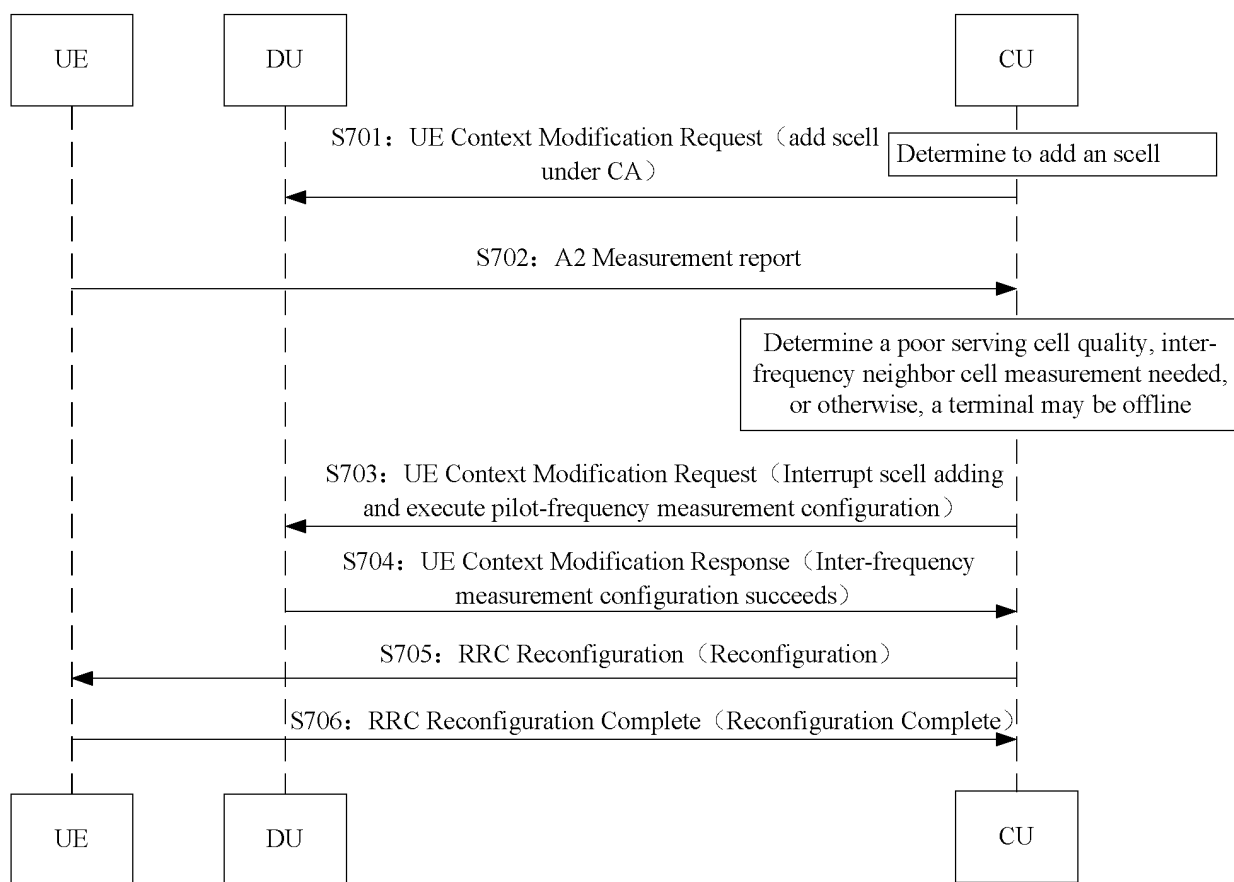 UE
DU
CU
S701：UE Context Modification Request（add scell
under CA）
Determine to add an scell
S702：A2 Measurement report
Determine a poor serving cell quality, inter-
frequency neighbor cell measurement needed,
or otherwise, a terminal may be offline
S703：UE Context Modification Request（Interrupt scell adding
and execute pilot-frequency measurement configuration）
S704：UE Context Modification Response（Inter-frequency
measurement configuration succeeds）
S705：RRC Reconfiguration（Reconfiguration）
S706：RRC Reconfiguration Complete（Reconfiguration Complete）
UE
DU
CU